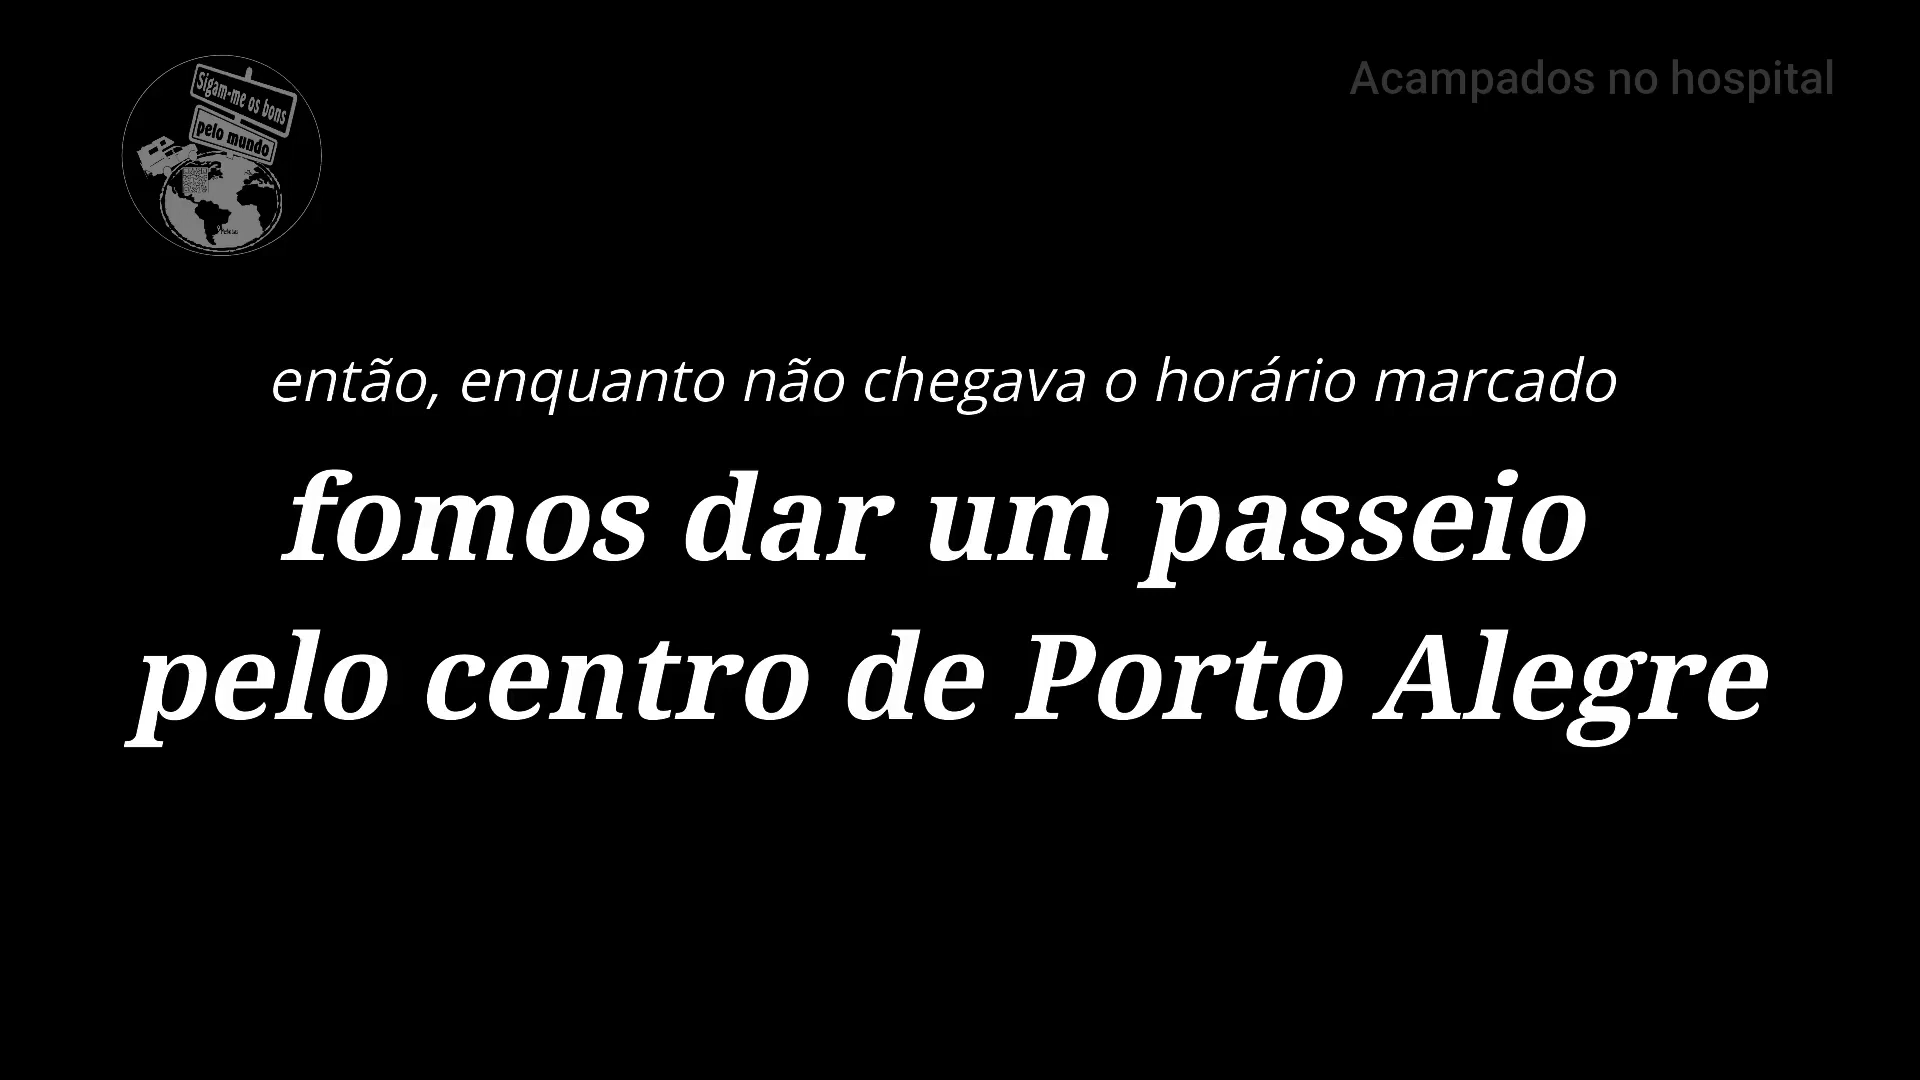 Sigam-me os bons
pelo mundo
Acampados no hospital
então, enquanto não chegava o horário marcado
fomos dar um passeio
pelo centro de Porto Alegre